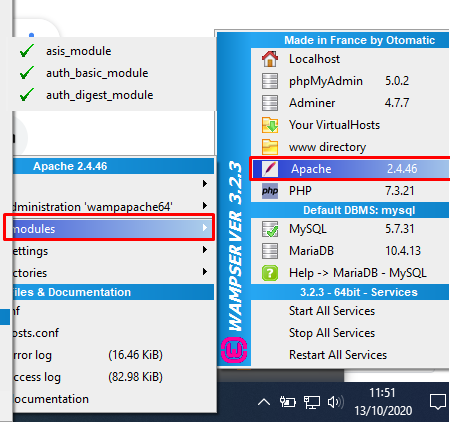 asis_module
auth_basic_module
auth_digest_module
Apache 2.4.46
dministration 'wampapache64'
modules
ettings
ectories
iles & Documentation
nf
osts.conf
error log (16.46 KiB)
ccess log (82.98 KiB)
ocumentation
WAMPSERVER 3.2.3
Made in France by Otomatic
Localhost
phpMyAdmin 5.0.2
Adminer 4.7.7
Your VirtualHosts
www directory
Apache 2.4.46
php PHP 7.3.21
Default DBMS: mysql
MySQL 5.7.31
MariaDB 10.4.13
Help -> MariaDB - MySQL
3.2.3 - 64bit - Services
Start All Services
Stop All Services
Restart All Services
11:51
13/10/2020